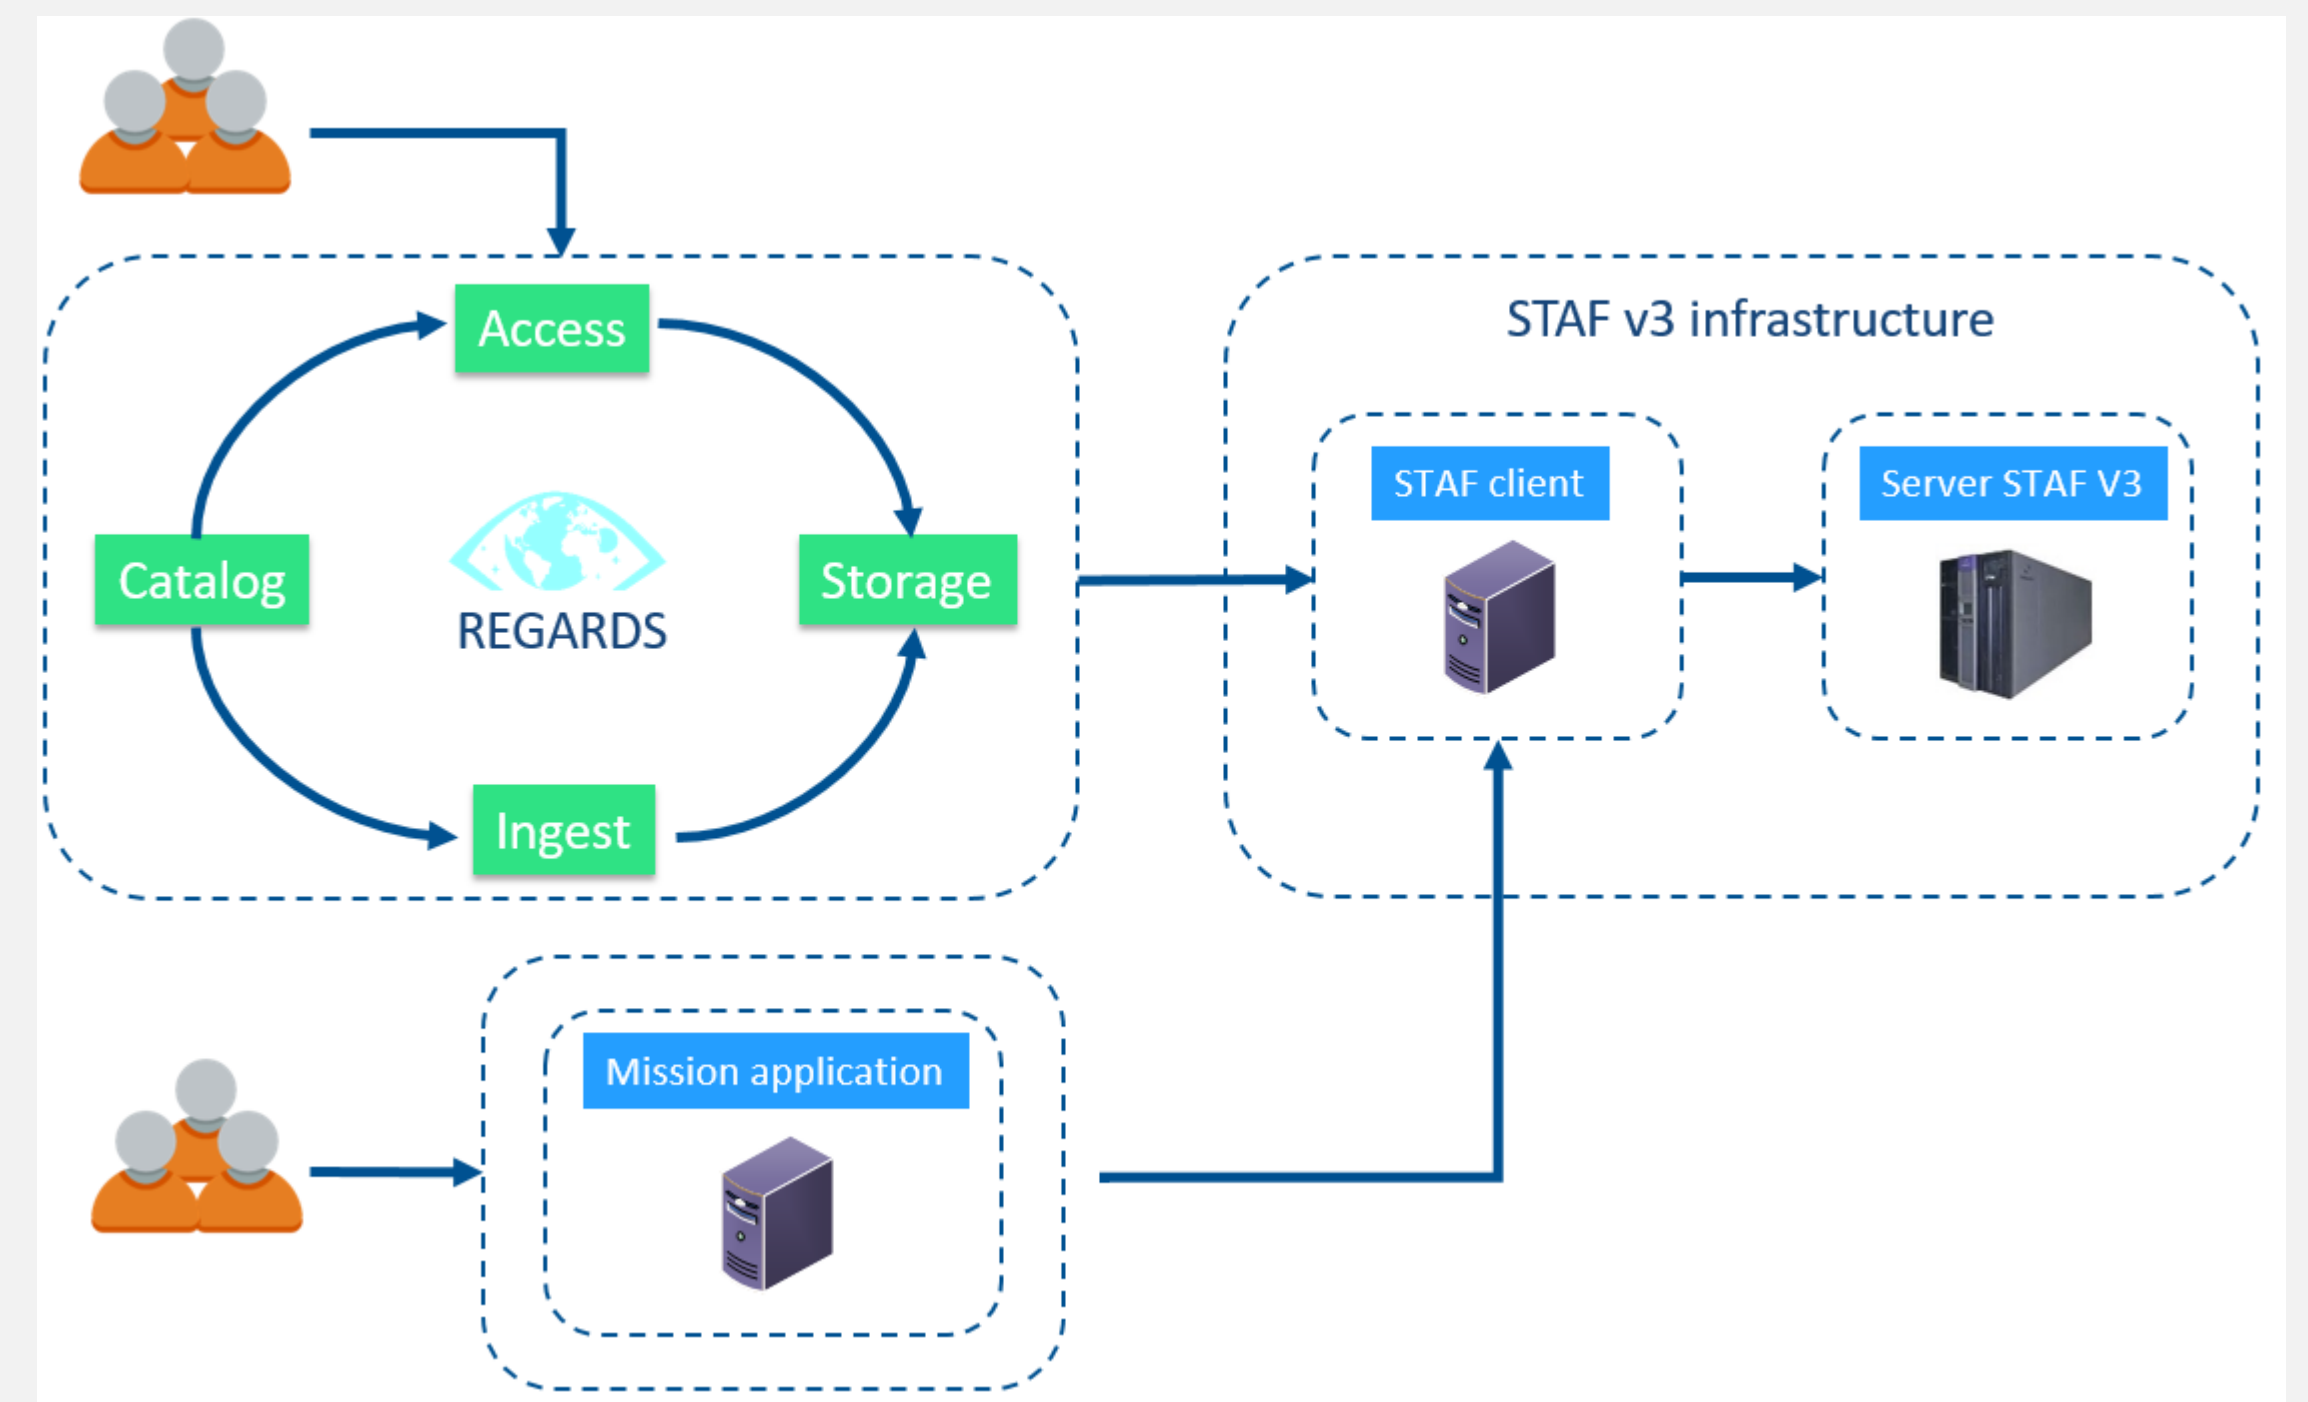 Access
STAF v3 infrastructure
STAF client
Server STAF V3
Catalog
REGARDS
Storage
Ingest
Mission application